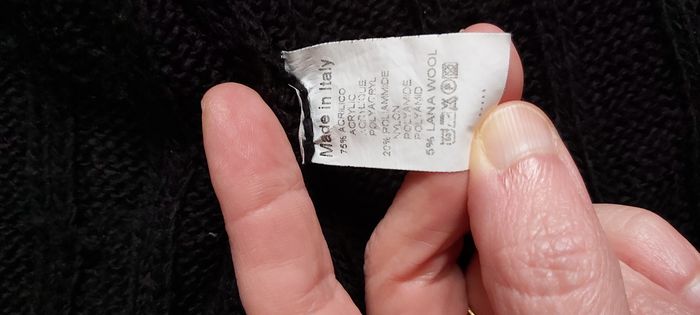 Made in Italy
75% ACRILICO
ACRYLIC
ACRYLIQUE
POLYACRYL
20% POLIAMMIDE
NYLON
POLYAMIDE
POLYAMID
5% LANA WOOL